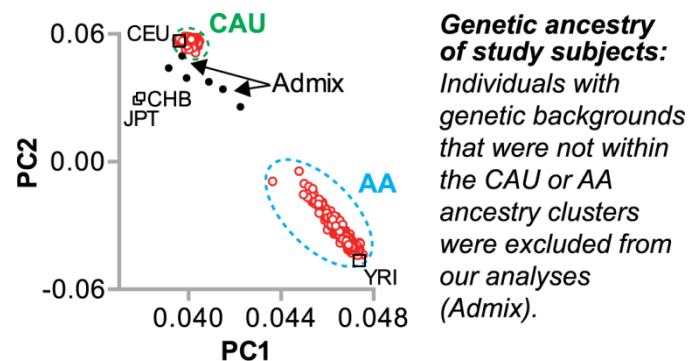 0.06
CEU
CAU
Admix
CHB
JPT
PC2
0.00
AA
YRI
-0.06
0.040
0.044
0.048
PC1
Genetic ancestry
of study subjects:
Individuals with
genetic backgrounds
that were not within
the CAU or AA
ancestry clusters
were excluded from
our analyses
(Admix).